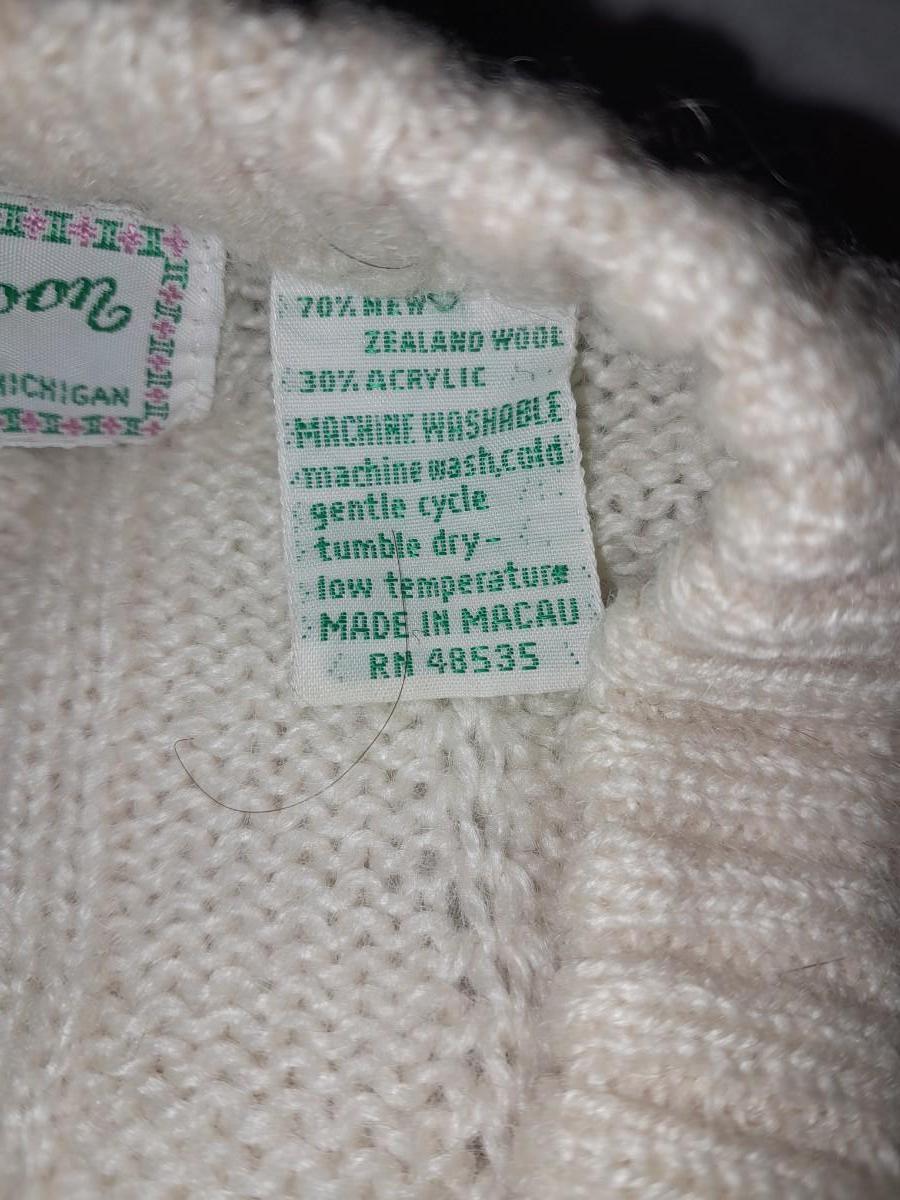 MICHIGAN
70% NEW
ZEALAND WOOL
30% ACRYLIC
MACHINE WASHABLE
machine wash, cold
gentle cycle
tumble dry-
low temperature
MADE IN MACAU
RN 48535